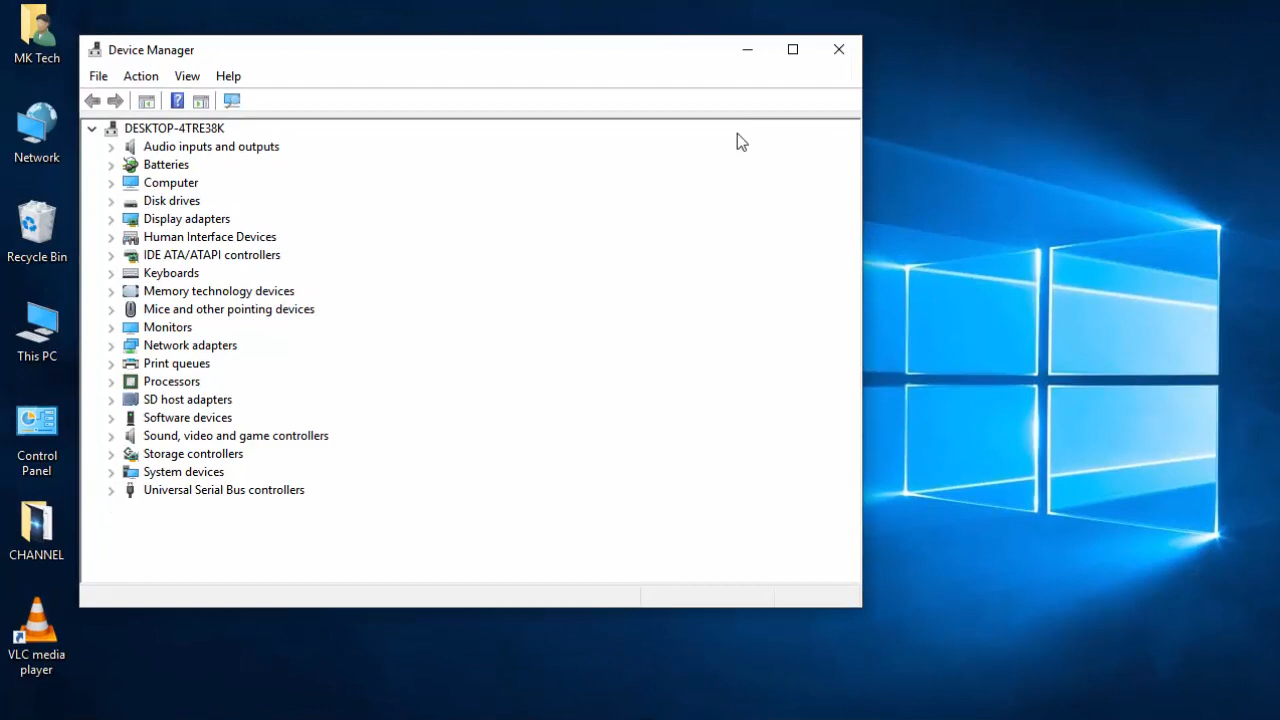 MK Tech
Network
Recycle Bin
This PC
Control
Panel
CHANNEL
VLC media
player
Device Manager
File Action View Help
DESKTOP-4TRE38K
Audio inputs and outputs
Batteries
Computer
Disk drives
Display adapters
Human Interface Devices
IDE ATA/ATAPI controllers
Keyboards
Memory technology devices
Mice and other pointing devices
Monitors
Network adapters
Print queues
Processors
SD host adapters
Software devices
Sound, video and game controllers
Storage controllers
System devices
Universal Serial Bus controllers